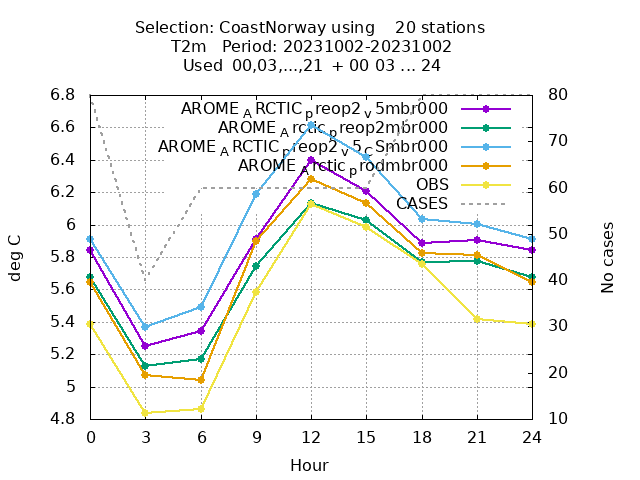 Selection: CoastNorway using 20 stations
T2m Period: 20231002-20231002
Used 00,03,...,21 + 00 03 ... 24
AROME_ARCTIC_preop2_v5mbr000
AROME_Arctic_preop2mbr000
AROME_ARCTIC_preop2_v5_CSmbr000
AROME_Arctic_prodmbr000
OBS
CASES
6.8
6.6
6.4
6.2
6
5.8
5.6
5.4
5.2
5
4.8
deg C
80
70
60
50
40
30
20
10
No cases
0 3 6 9 12 15 18 21 24
Hour